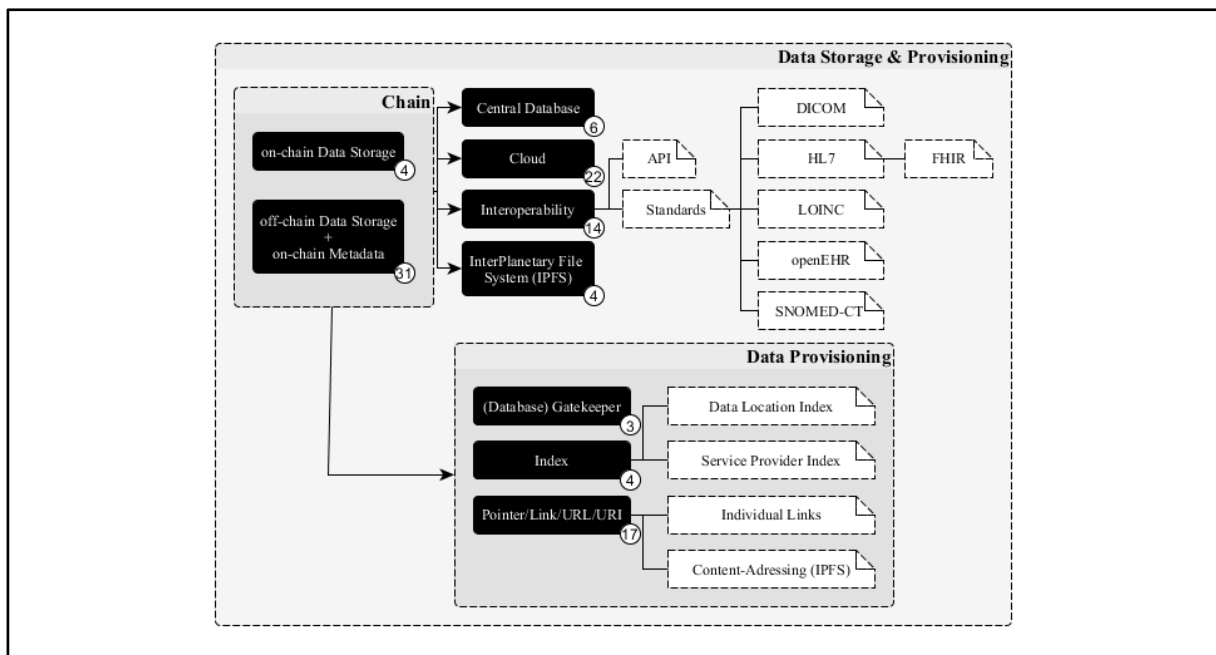 Data Storage & Provisioning
Chain
on-chain Data Storage
4
off-chain Data Storage
+
on-chain Metadata
31
Central Database
6
Cloud
22
Interoperability
14
InterPlanetary File
System (IPFS)
4
API
Standards
DICOM
HL7
FHIR
LOINC
openEHR
SNOMED-CT
Data Provisioning
(Database) Gatekeeper
3
Index
4
Pointer/Link/URL/URI
17
Data Location Index
Service Provider Index
Individual Links
Content-Adressing (IPFS)